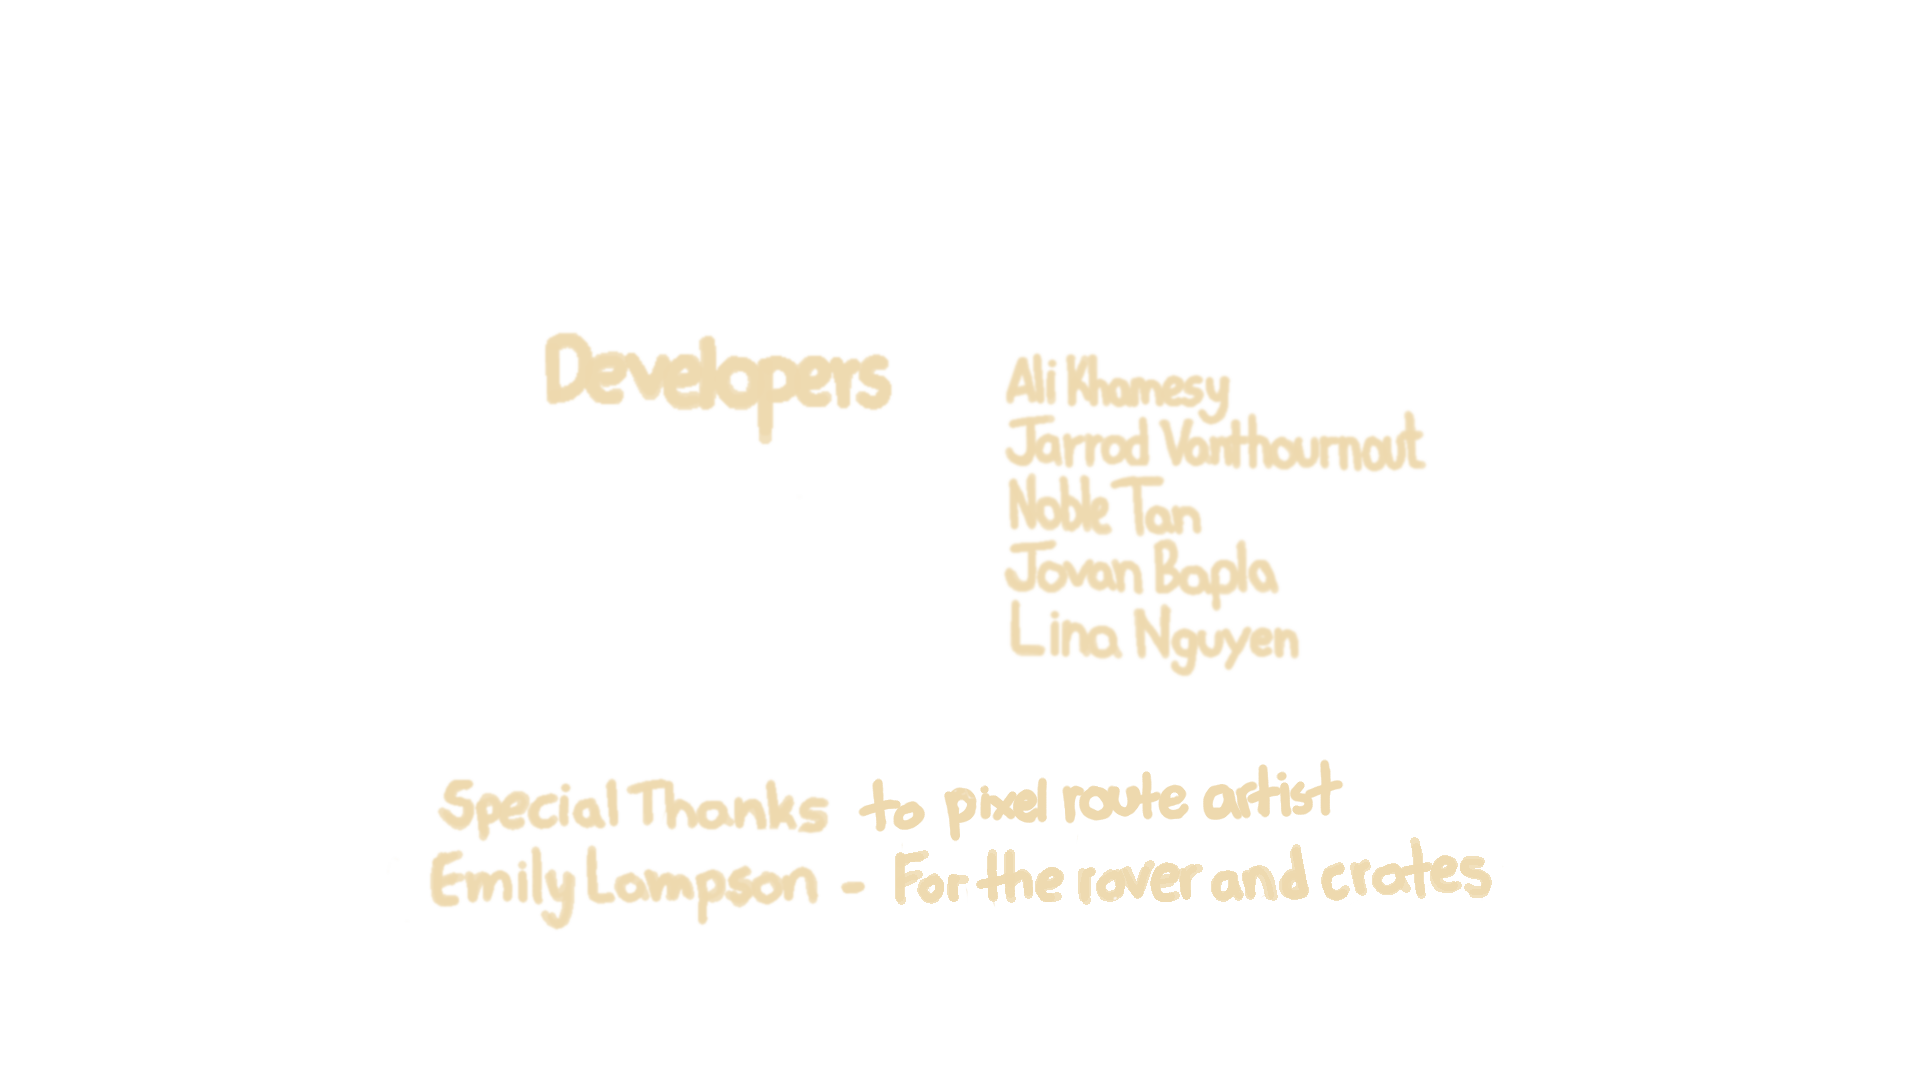 Developers
Ali Khamesy
Jarrod Vanthournout
Noble Tan
Jovan Bapla
Lina Nguyen
Special Thanks to pixel route artist
Emily Lampson - For the rover and crates